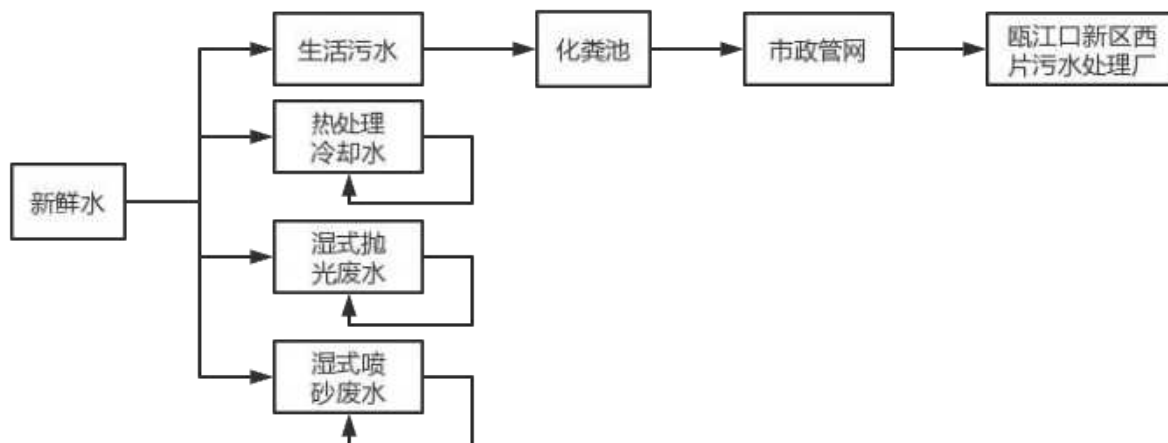 生活污水
化粪池
市政管网
瓯江口新区西
片污水处理厂
热处理
冷却水
新鲜水
湿式抛
光废水
湿式喷
砂废水